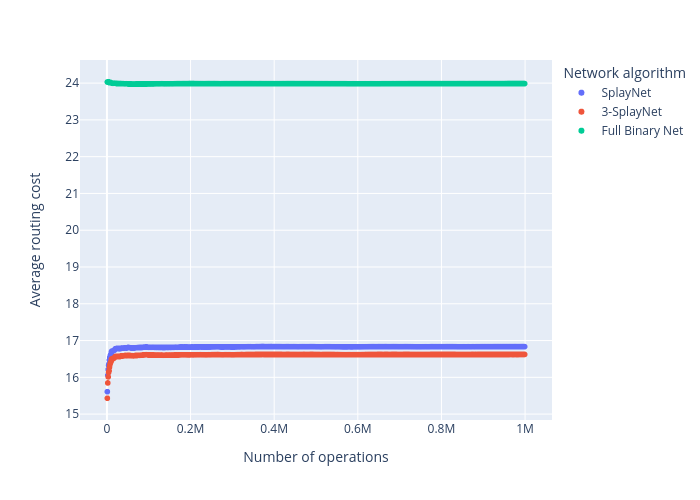 Network algorithm
SplayNet
3-SplayNet
Full Binary Net
Average routing cost
24
23
22
21
20
19
18
17
16
15
0
0.2M
0.4M
0.6M
0.8M
1M
Number of operations